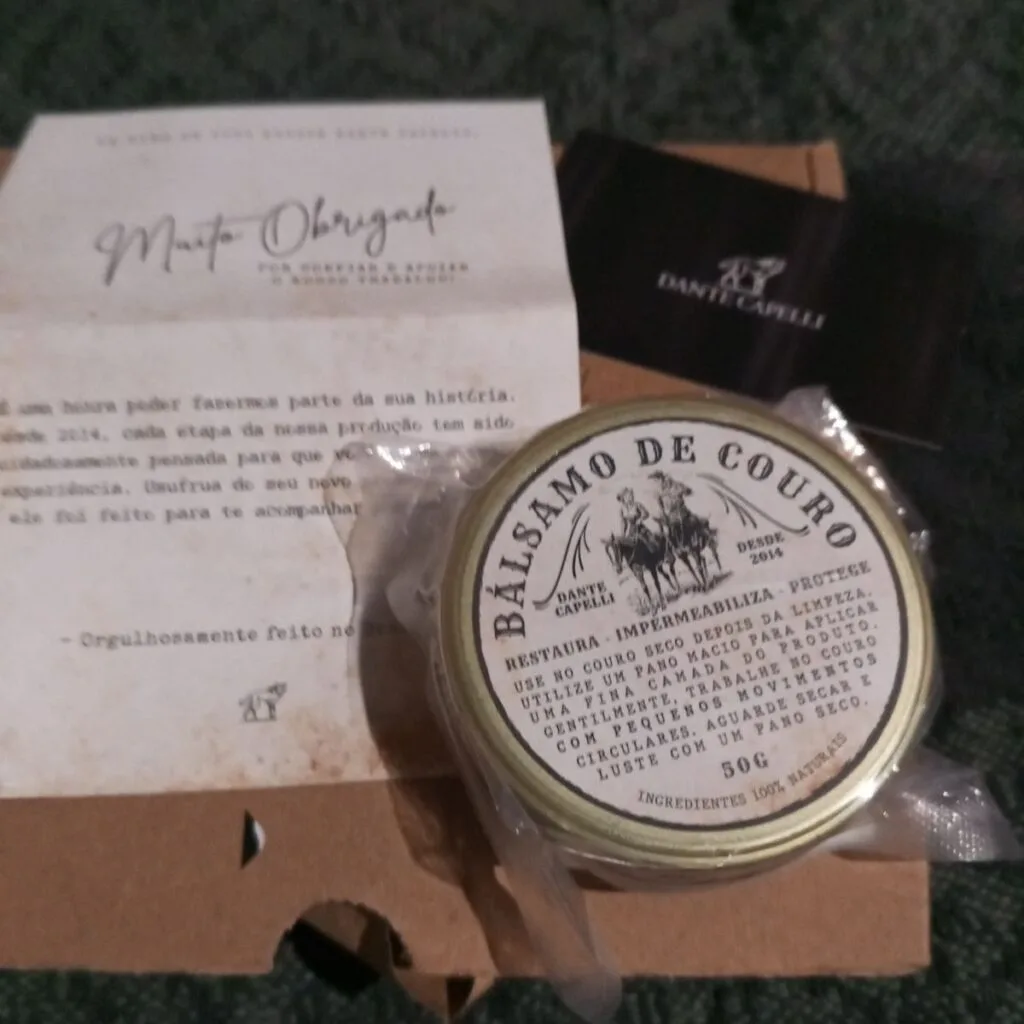 Muito Obrigado
POR CONFIAR E APOIAR
O NOSSO TRABALHO!
É uma honra poder fazermos parte da sua história.
2014, cada etapa da nossa produção tem sido
pensada para que
experiência. Usufrua do seu novo
ele foi feito para te acompanhar
- Orgulhosamente feito no
DANTE CAPELLI
BÁLSAMO DE COURO
DANTE
CAPELLI
DESDE
2014
RESTAURA · IMPERMEABILIZA · PROTEGE
USE NO COURO SECO DEPOIS DA LIMPEZA.
UTILIZE UM PANO MACIO PARA APLICAR
UMA FINA CAMADA DO PRODUTO.
GENTILMENTE, TRABALHE NO COURO
COM PEQUENOS MOVIMENTOS
CIRCULARES. AGUARDE SECAR E
LUSTE COM UM PANO SECO.
50G
INGREDIENTES 100% NATURAIS